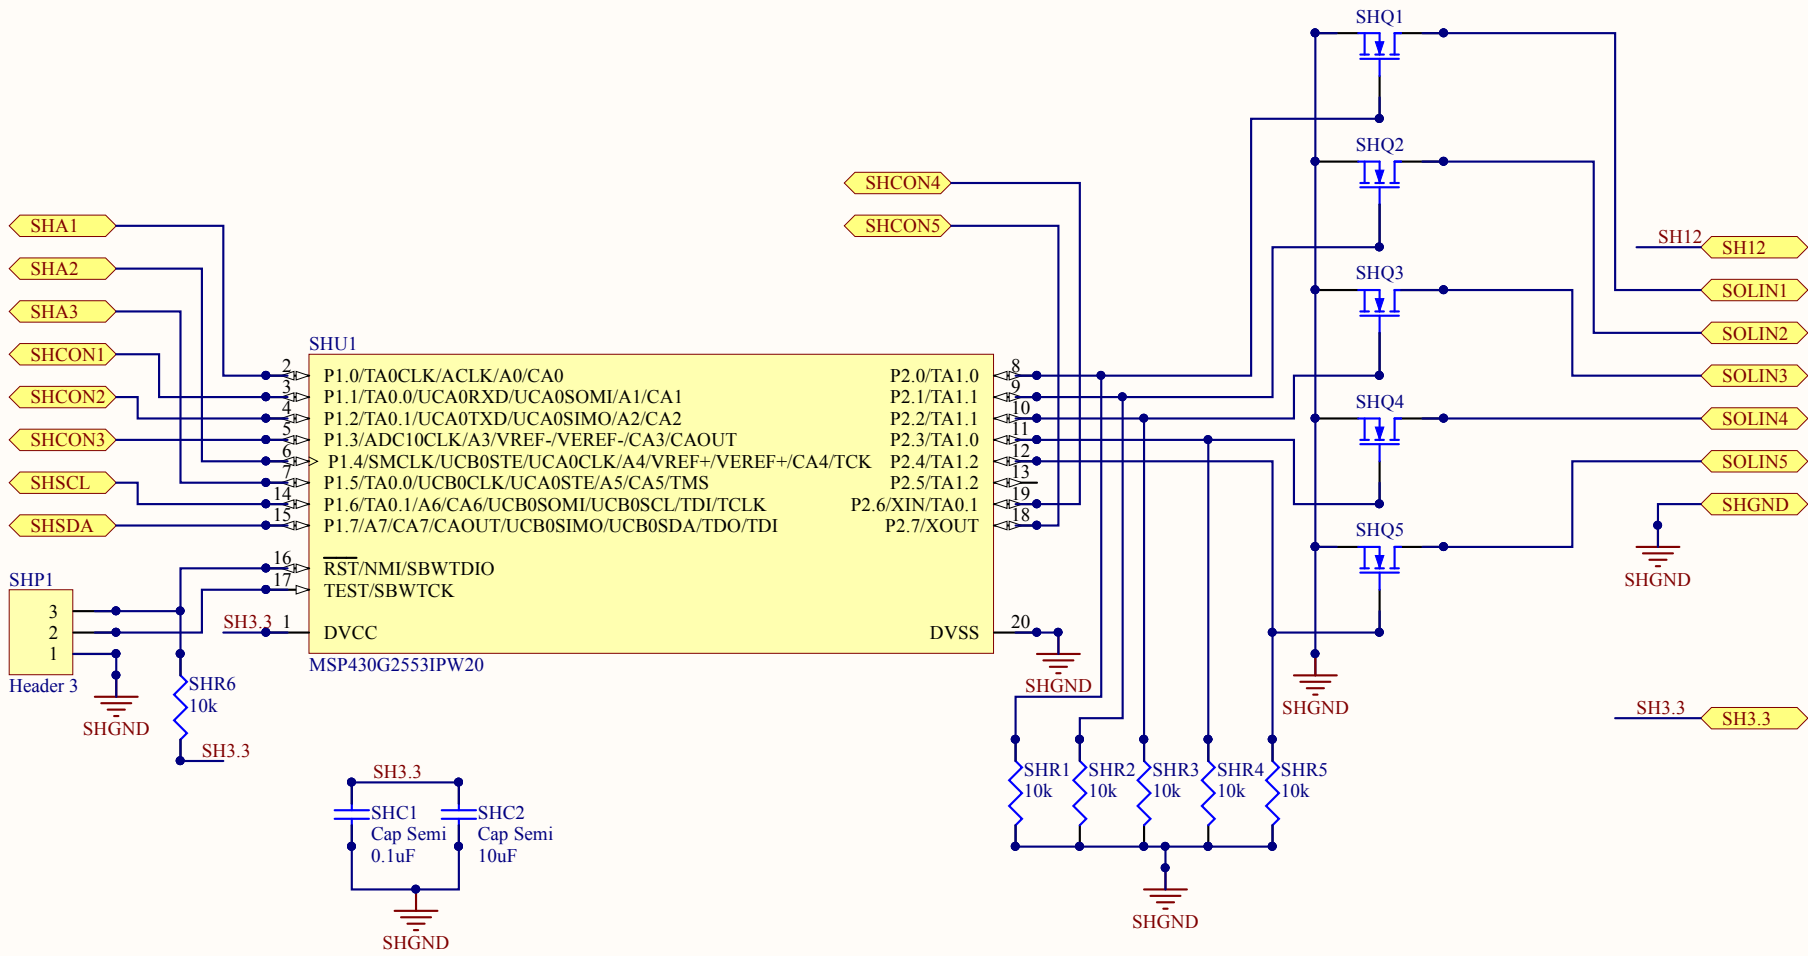 SHQ1
SHQ2
SHCON4
SHCON5
SHA1
SHA2
SHA3
SHCON1
SHCON2
SHCON3
SHSCL
SHSDA
SH12
SH12
SHQ3
SOLIN1
SOLIN2
SOLIN3
SHQ4
SOLIN4
SOLIN5
SHGND
SHQ5
SHGND
SHU1
2 P1.0/TA0CLK/ACLK/A0/CA0
3 P1.1/TA0.0/UCA0RXD/UCA0SOMI/A1/CA1
4 P1.2/TA0.1/UCA0TXD/UCA0SIMO/A2/CA2
5 P1.3/ADC10CLK/A3/VREF-/VEREF-/CA3/CAOUT
6 P1.4/SMCLK/UCB0STE/UCA0CLK/A4/VREF+/VEREF+/CA4/TCK
7 P1.5/TA0.0/UCB0CLK/UCA0STE/A5/CA5/TMS
14 P1.6/TA0.1/A6/CA6/UCB0SOMI/UCB0SCL/TDI/TCLK
15 P1.7/A7/CA7/CAOUT/UCB0SIMO/UCB0SDA/TDO/TDI
16 RST/NMI/SBWTDIO
17 TEST/SBWTCK
SH3.3 1 DVCC
P2.0/TA1.0 8
P2.1/TA1.1 9
P2.2/TA1.1 10
P2.3/TA1.0 11
P2.4/TA1.2 12
P2.5/TA1.2 13
P2.6/XIN/TA0.1 19
P2.7/XOUT 18
DVSS 20
MSP430G2553IPW20
SHGND
SHP1
3
2
1
Header 3
SHGND
SHR6
10k
SH3.3
SH3.3
SHC1
Cap Semi
0.1uF
SHC2
Cap Semi
10uF
SHGND
SHGND
SH3.3
SH3.3
SHR1
10k
SHR2
10k
SHR3
10k
SHR4
10k
SHR5
10k
SHGND